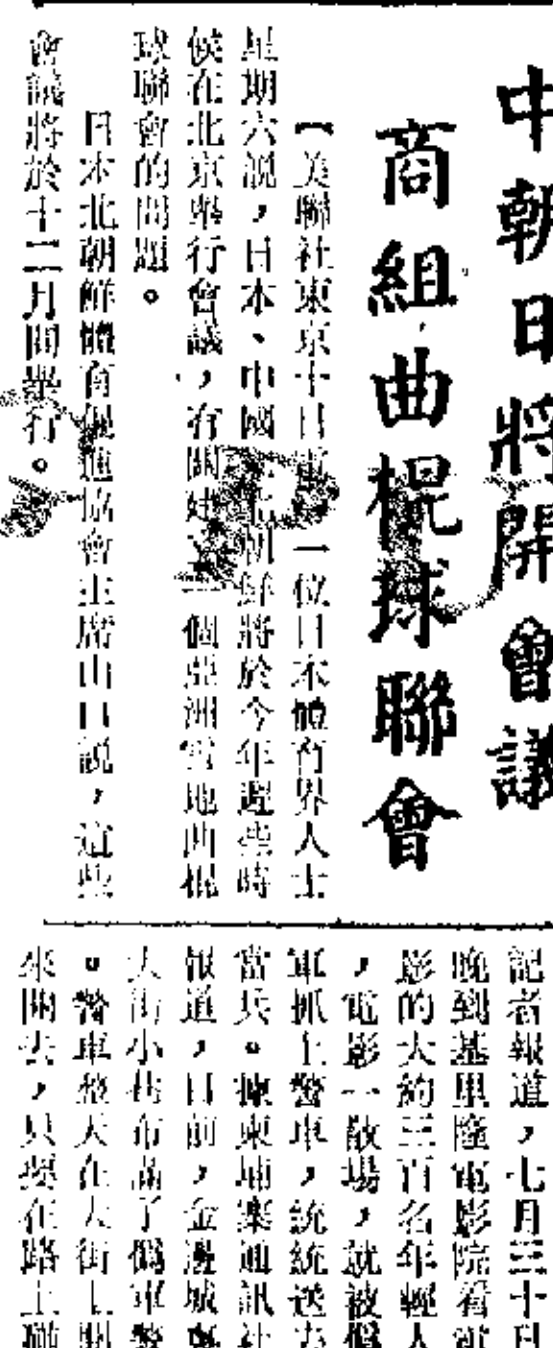 中朝日將開會議
商組曲棍球聯會
【美聯社東京十日電】一位日本體育界人士
星期六說，日本、中國、北朝鮮將於今年遲些時
候在北京舉行會議，有關建立一個亞洲雪地曲棍
球聯會的問題。
日本北朝鮮體育促進協會主席山口說，這些
會議將於十二月間舉行。
記者報道，七月三十日
晚到基里隆電影院看電
影的大約三百名年輕人
，電影一散場，就被僞
軍抓上警車，統統送去
當兵。據柬埔寨通訊社
報道，目前，金邊城
大街小巷布滿了僞軍警
。警車整天在大街上開
來開去，只要在路上碰